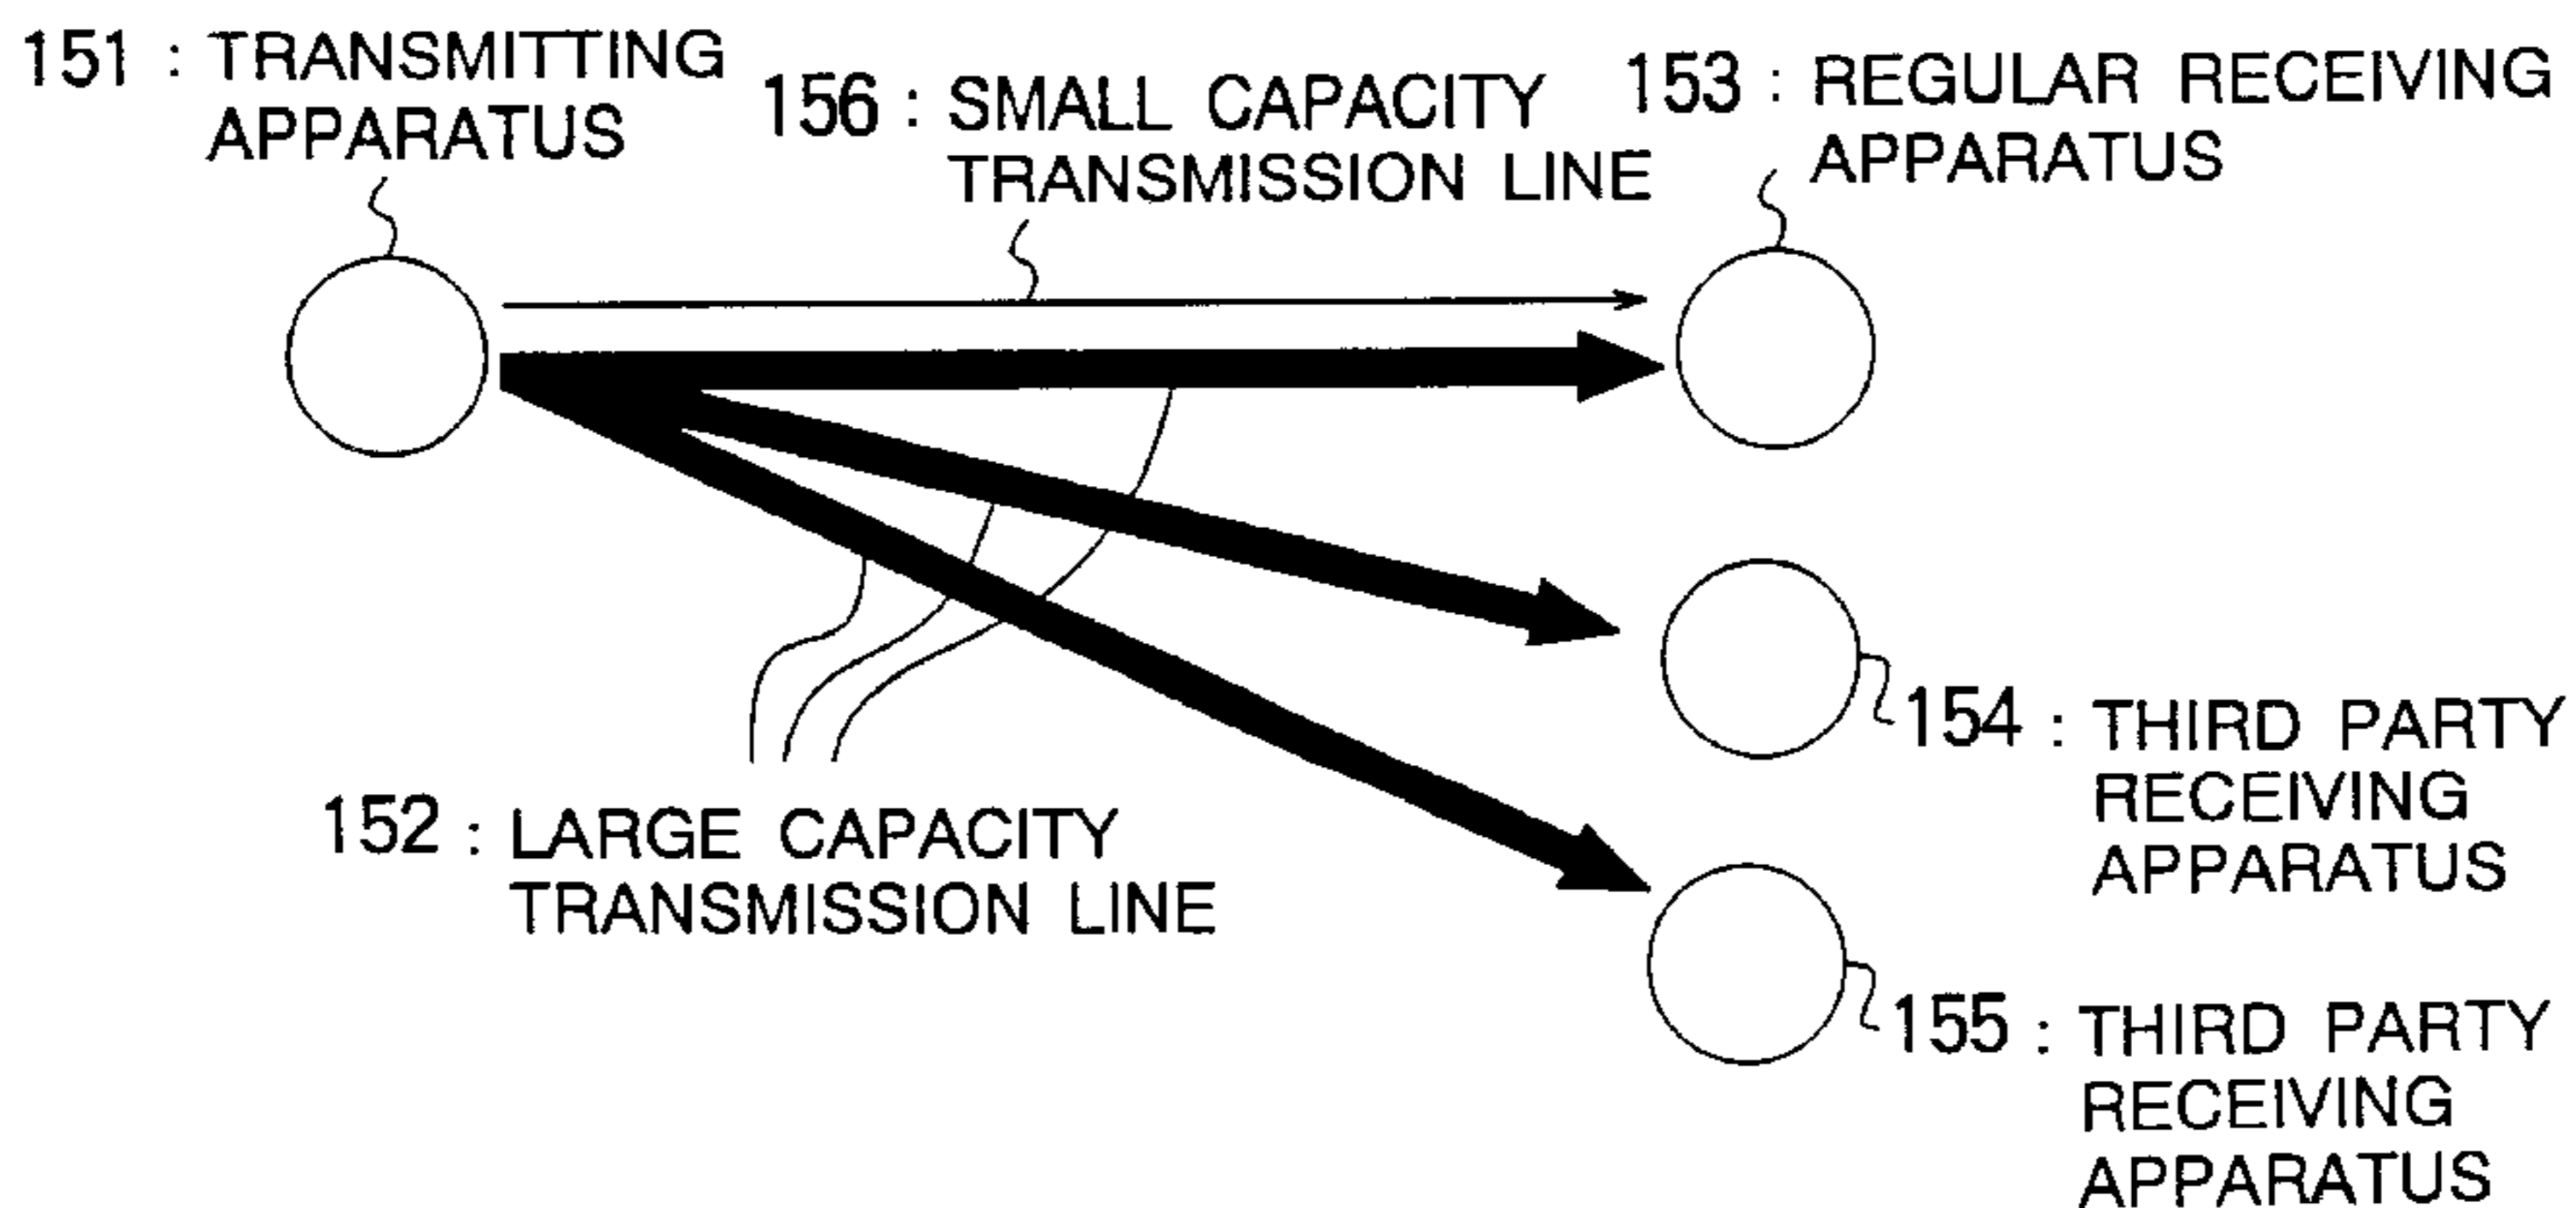 151 : TRANSMITTING
APPARATUS
156 : SMALL CAPACITY
TRANSMISSION LINE
153 : REGULAR RECEIVING
APPARATUS
154 : THIRD PARTY
RECEIVING
APPARATUS
152 : LARGE CAPACITY
TRANSMISSION LINE
155 : THIRD PARTY
RECEIVING
APPARATUS